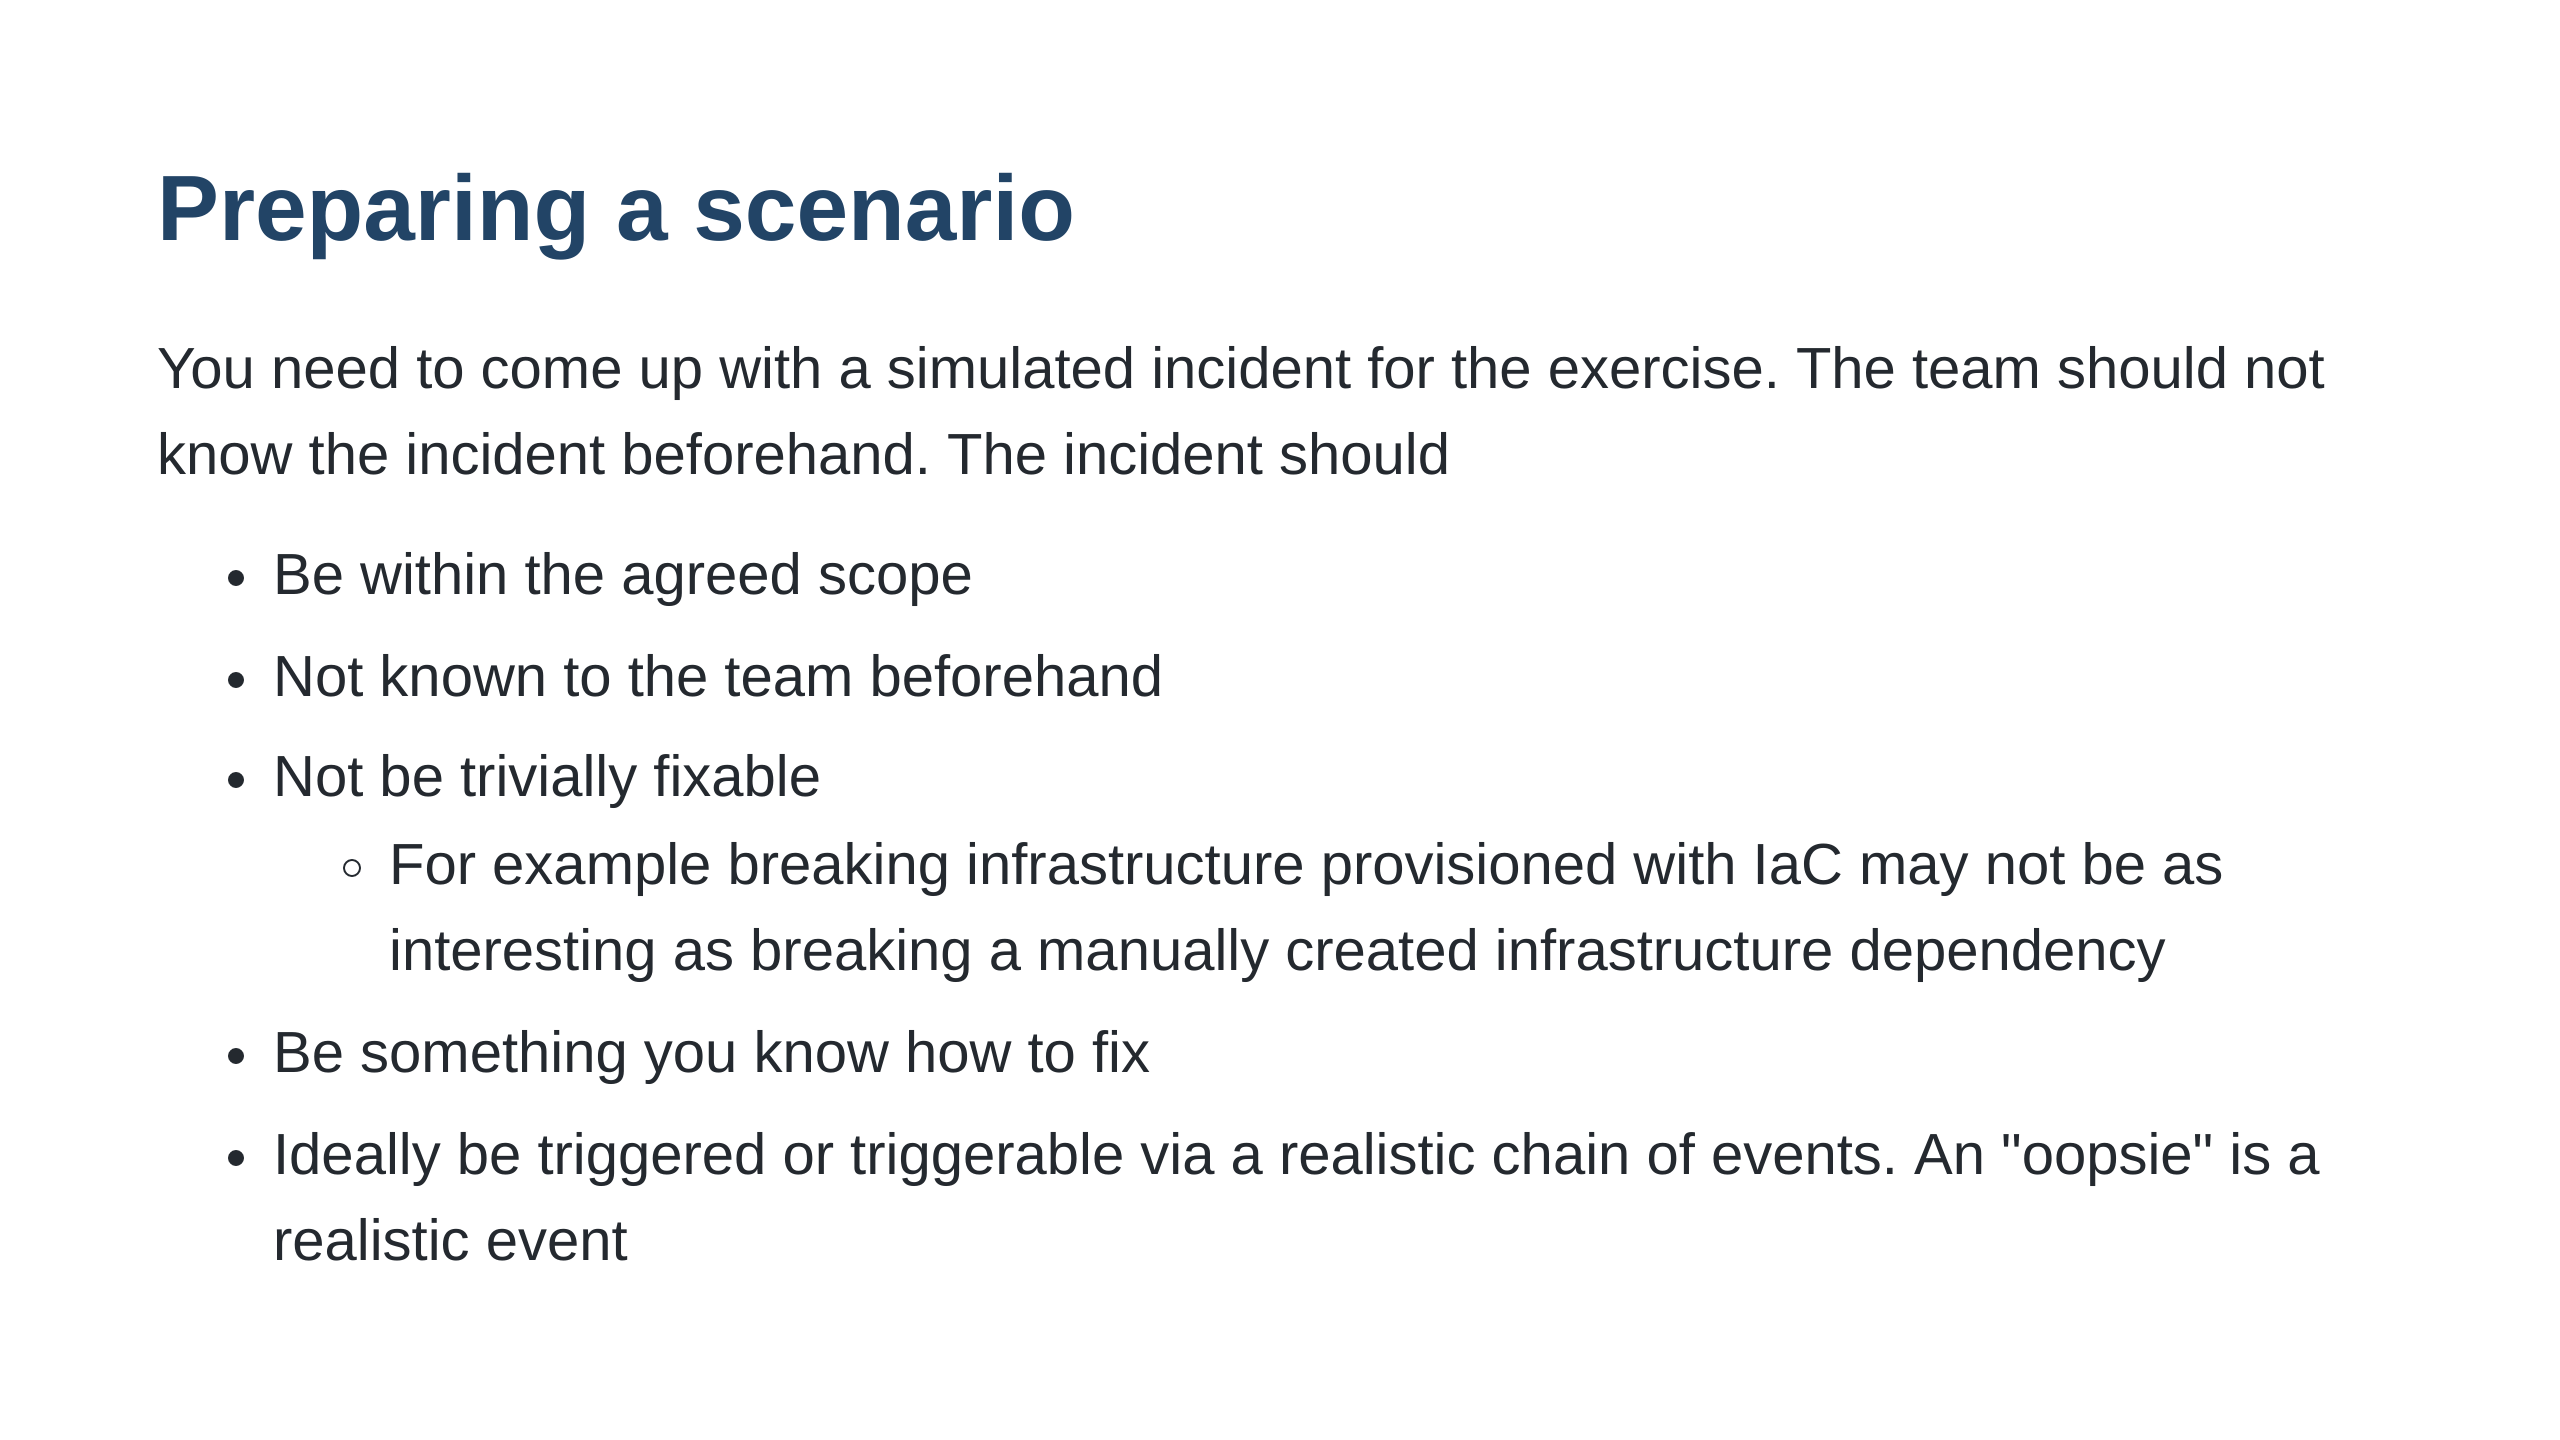 Preparing a scenario
You need to come up with a simulated incident for the exercise. The team should not
know the incident beforehand. The incident should
• Be within the agreed scope
• Not known to the team beforehand
• Not be trivially fixable
◦ For example breaking infrastructure provisioned with IaC may not be as
interesting as breaking a manually created infrastructure dependency
• Be something you know how to fix
• Ideally be triggered or triggerable via a realistic chain of events. An "oopsie" is a
realistic event